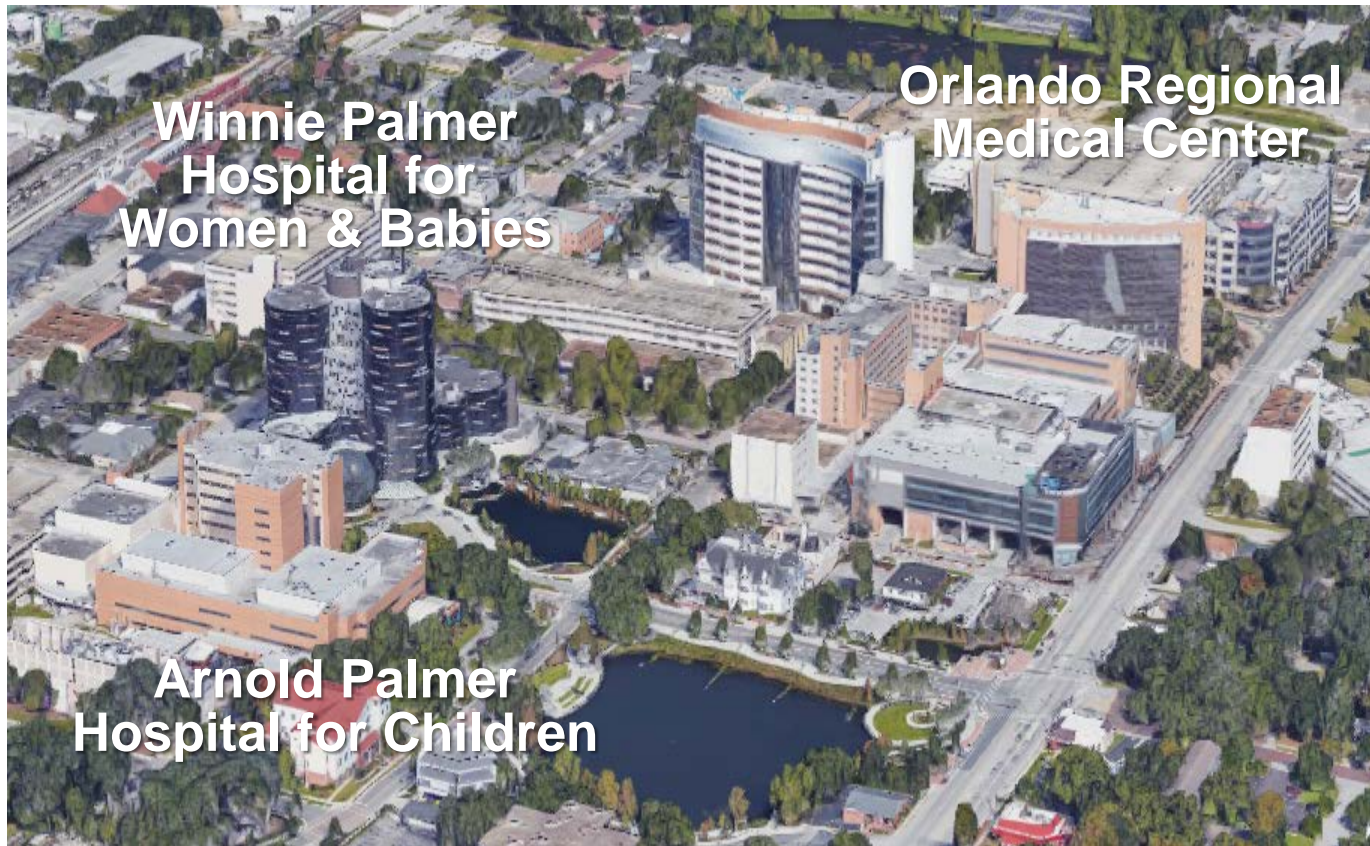 Orlando Regional
Medical Center
Winnie Palmer
Hospital for
Women & Babies
Arnold Palmer
Hospital for Children